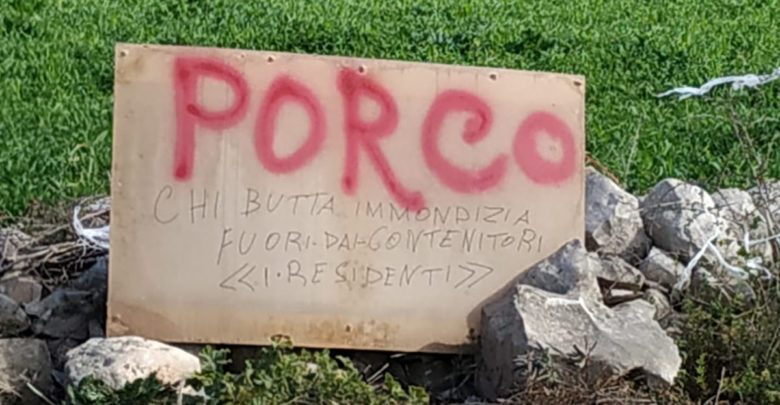 PORCO
CHI BUTTA IMMONDIZIA
FUORI·DAI-CONTENITORI
<<I·RESIDENTI>>